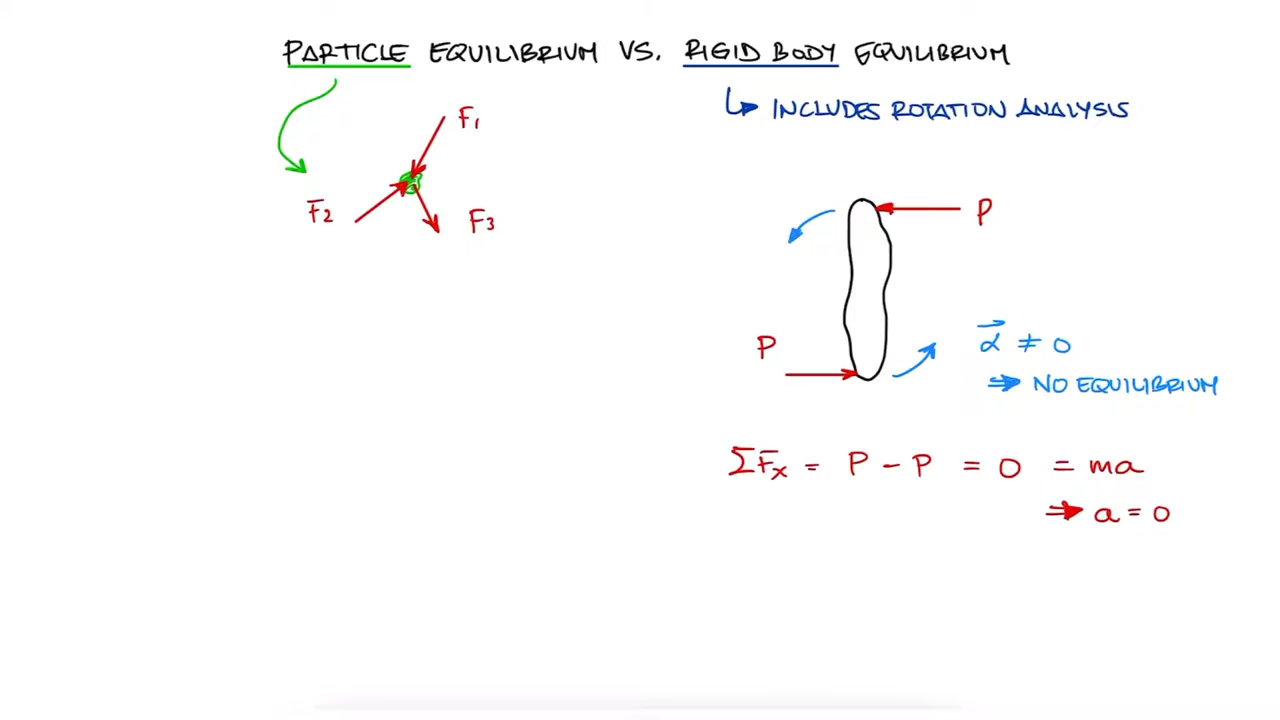 PARTICLE EQUILIBRIUM VS. RIGID BODY EQUILIBRIUM
↳ INCLUDES ROTATION ANALYSIS
F₁
F₂
F₃
P
P
α⃗ ≠ 0
⇒ NO EQUILIBRIUM
ΣFₓ = P - P = 0 = ma
⇒ a = 0